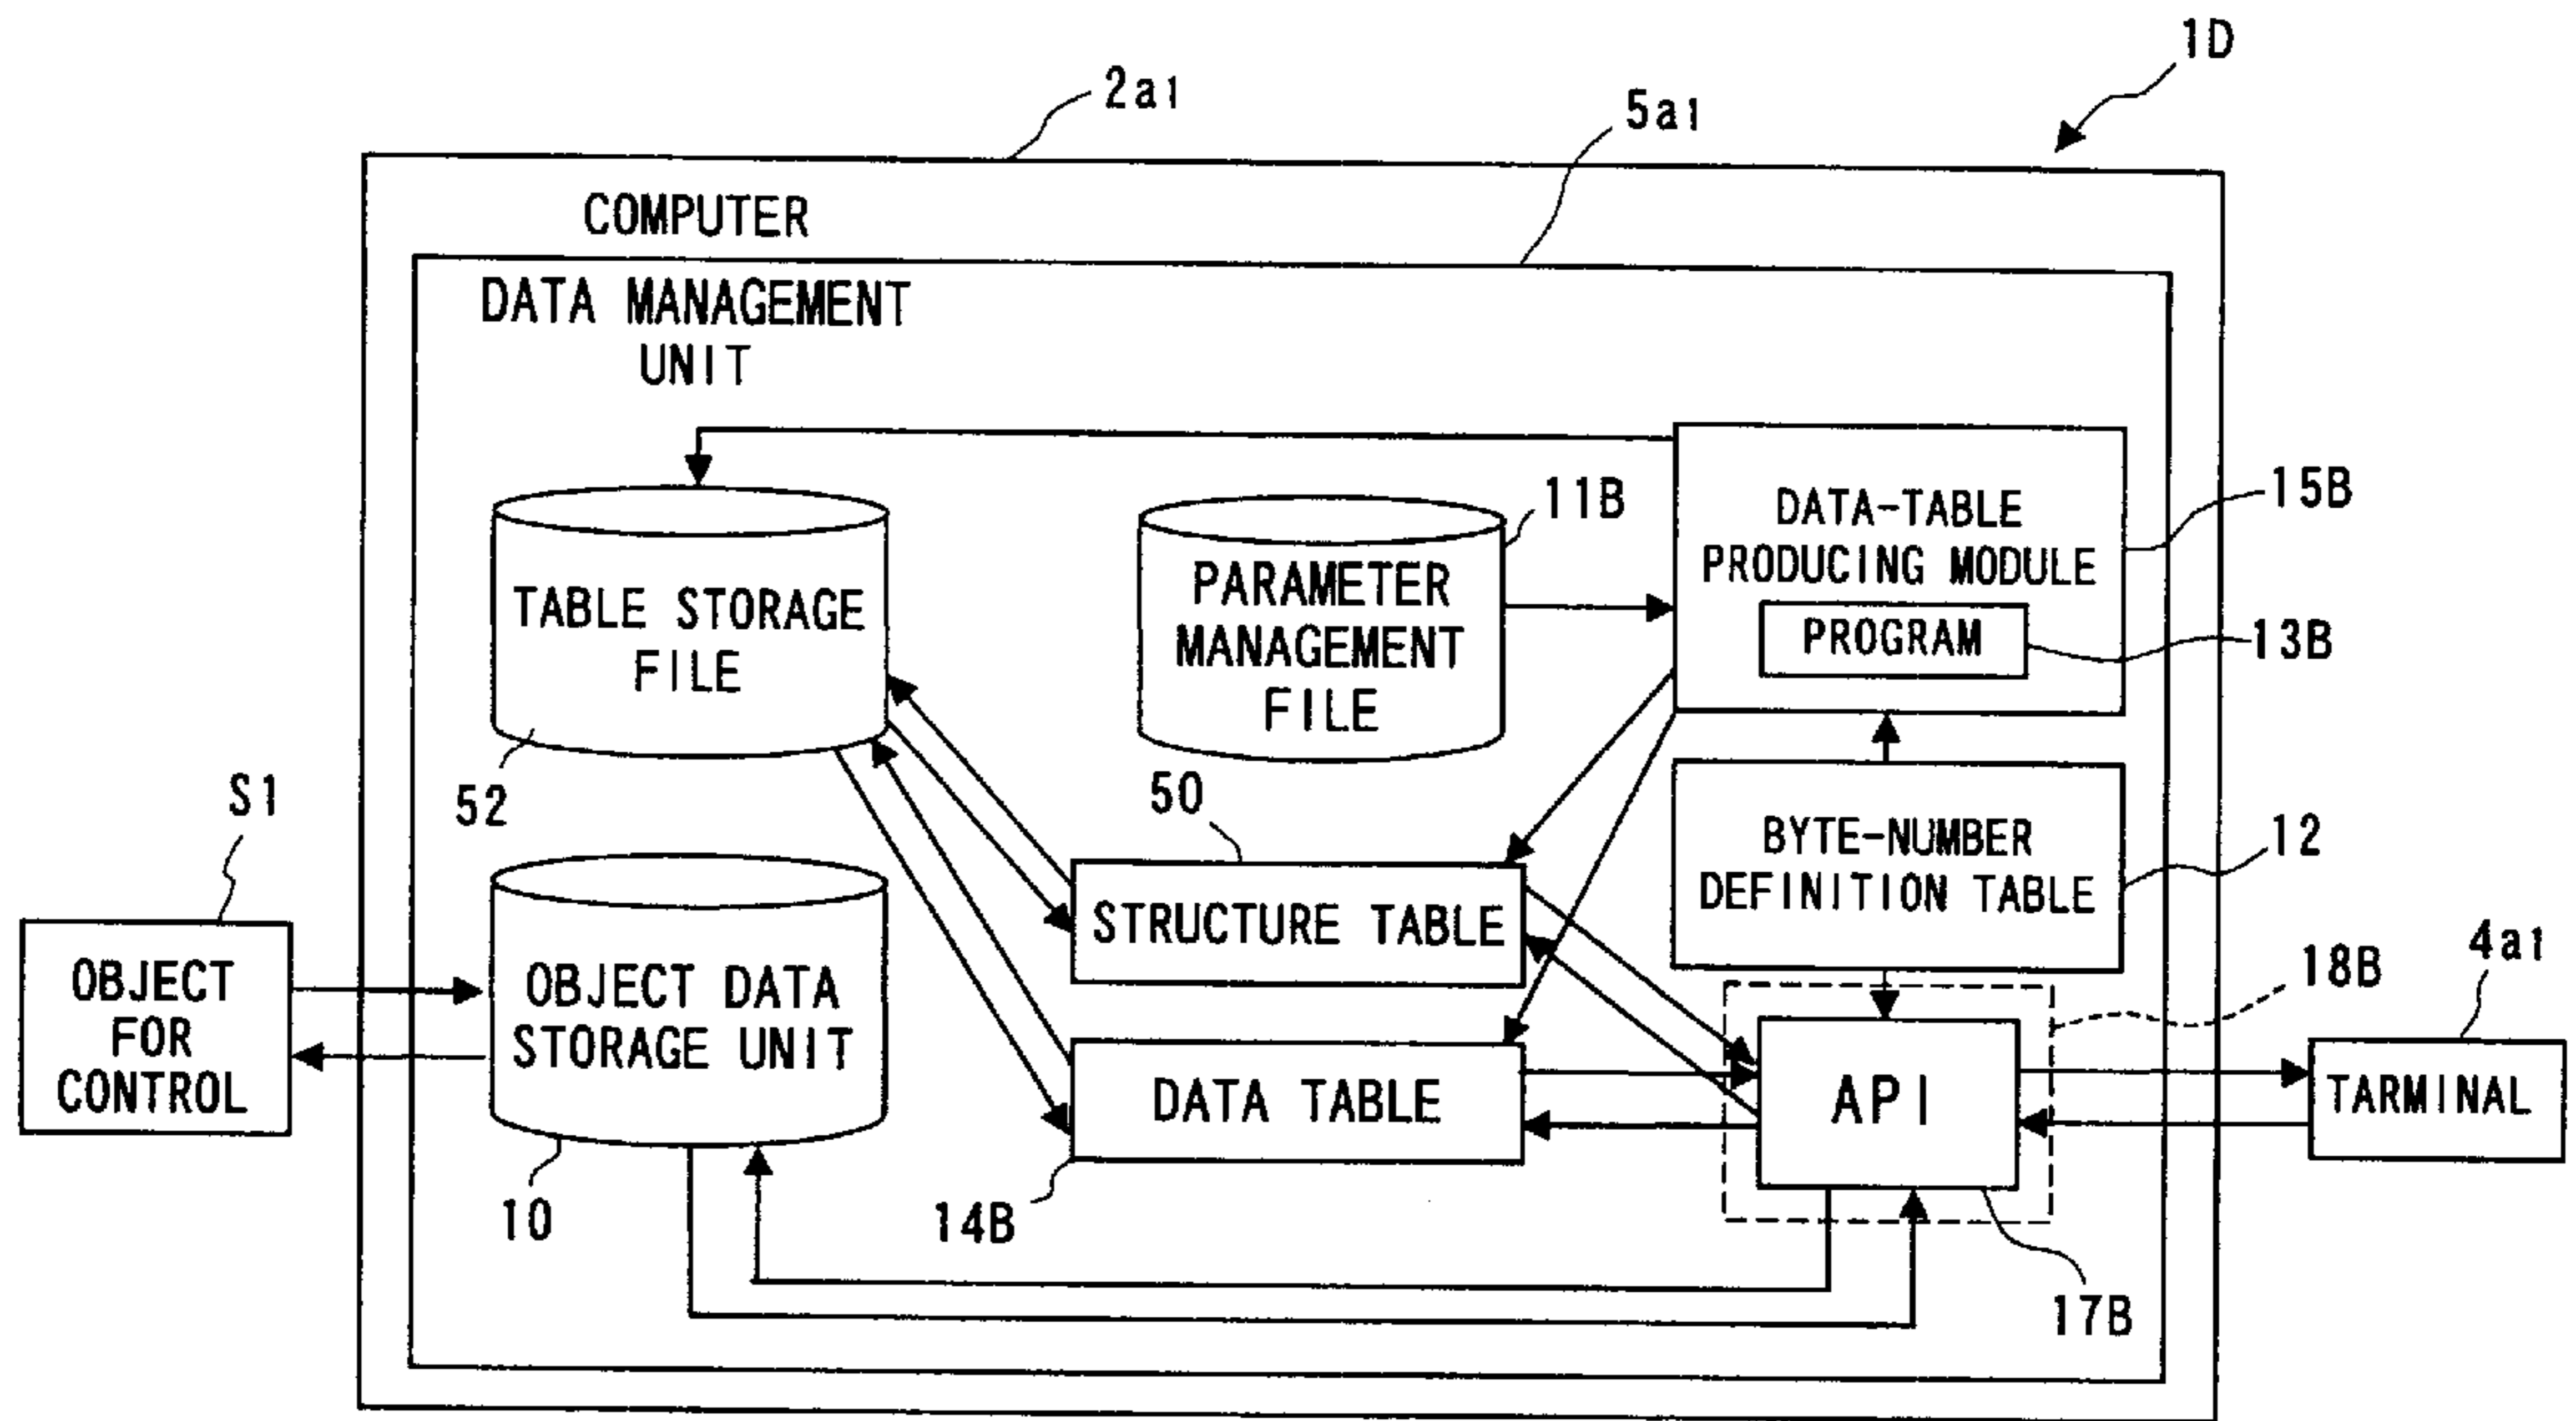 1D
2a1
5a1
COMPUTER
DATA MANAGEMENT
UNIT
TABLE STORAGE
FILE
52
11B
PARAMETER
MANAGEMENT
FILE
DATA-TABLE
PRODUCING MODULE
PROGRAM
15B
13B
S1
OBJECT
FOR
CONTROL
OBJECT DATA
STORAGE UNIT
10
50
STRUCTURE TABLE
DATA TABLE
14B
BYTE-NUMBER
DEFINITION TABLE
12
18B
API
17B
4a1
TARMINAL